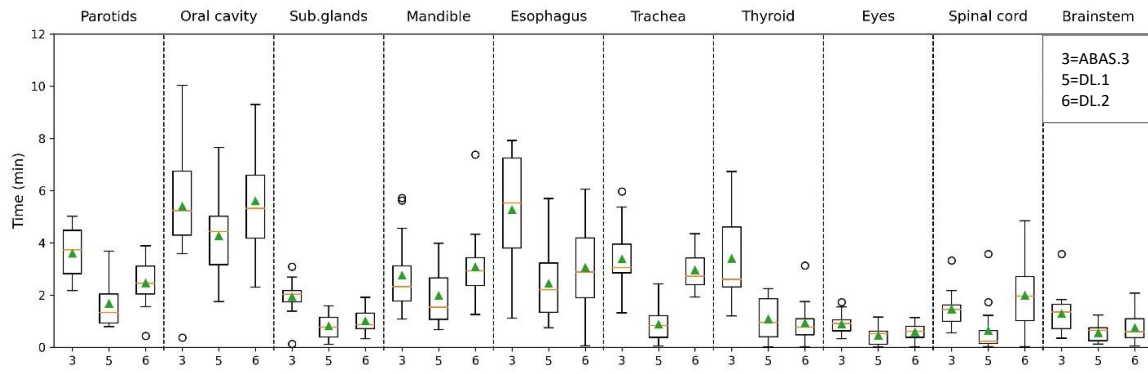 Parotids Oral cavity Sub.glands Mandible Esophagus Trachea Thyroid Eyes Spinal cord Brainstem
3=ABAS.3
5=DL.1
6=DL.2
Time (min)
12
10
8
6
4
2
0
3 5 6 3 5 6 3 5 6 3 5 6 3 5 6 3 5 6 3 5 6 3 5 6 3 5 6 3 5 6